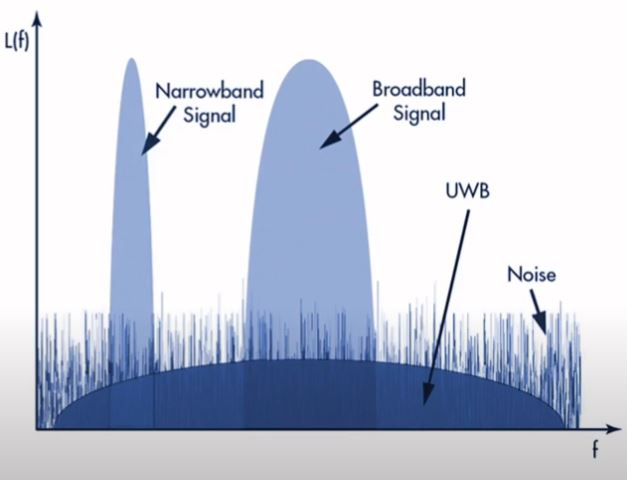 L(f)
Narrowband
Signal
Broadband
Signal
UWB
Noise
f